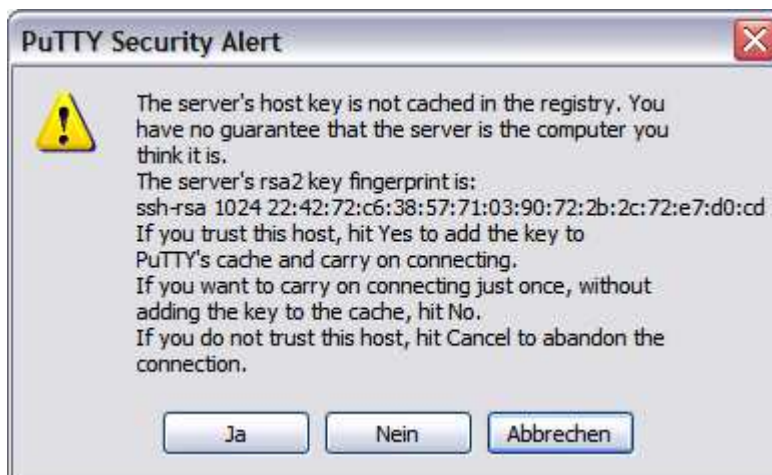 PuTTY Security Alert
The server's host key is not cached in the registry. You
have no guarantee that the server is the computer you
think it is.
The server's rsa2 key fingerprint is:
ssh-rsa 1024 22:42:72:c6:38:57:71:03:90:72:2b:2c:72:e7:d0:cd
If you trust this host, hit Yes to add the key to
PuTTY's cache and carry on connecting.
If you want to carry on connecting just once, without
adding the key to the cache, hit No.
If you do not trust this host, hit Cancel to abandon the
connection.
Ja Nein Abbrechen